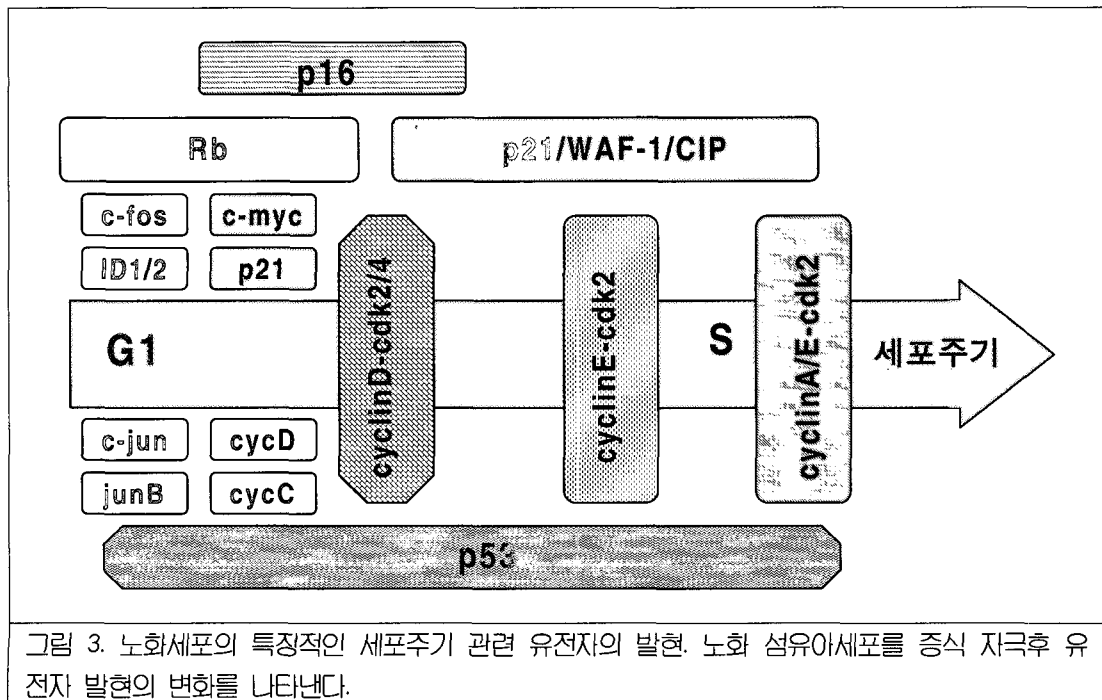 p16
Rb
p21/WAF-1/CIP
c-fos
c-myc
ID1/2
p21
G1
cyclinD-cdk2/4
cyclinE-cdk2
S
cyclinA/E-cdk2
세포주기
c-jun
cycD
junB
cycC
p53
그림 3. 노화세포의 특징적인 세포주기 관련 유전자의 발현. 노화 섬유아세포를 증식 자극후 유
전자 발현의 변화를 나타낸다.